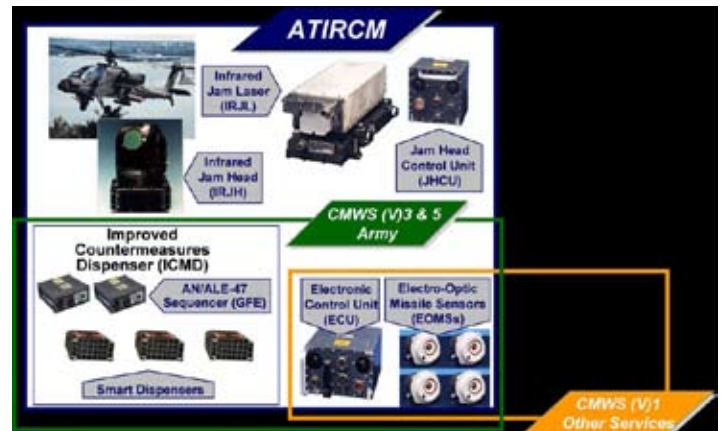 ATIRCM
Infrared
Jam Laser
(IRJL)
Infrared
Jam Head
(IRJH)
Jam Head
Control Unit
(JHCU)
CMWS (V)3 & 5
Army
Improved
Countermeasures
Dispenser (ICMD)
AN/ALE-47
Sequencer (GFE)
Smart Dispensers
Electronic
Control Unit
(ECU)
Electro-Optic
Missile Sensors
(EOMSs)
CMWS (V)1
Other Services